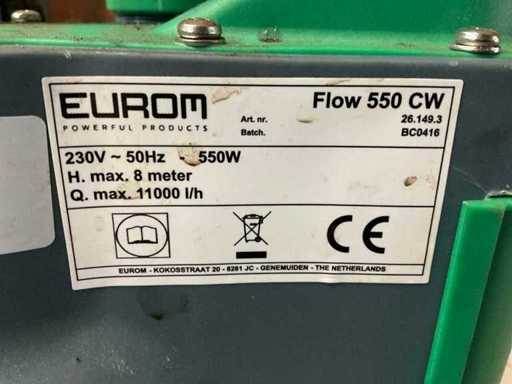 EUROM
POWERFUL PRODUCTS
Flow 550 CW
Art. nr. 26.149.3
Batch. BC0416
230V ~ 50Hz - 550W
H. max. 8 meter
Q. max. 11000 l/h
CE
EUROM - KOKOSSTRAAT 20 - 8281 JC - GENEMUIDEN - THE NETHERLANDS